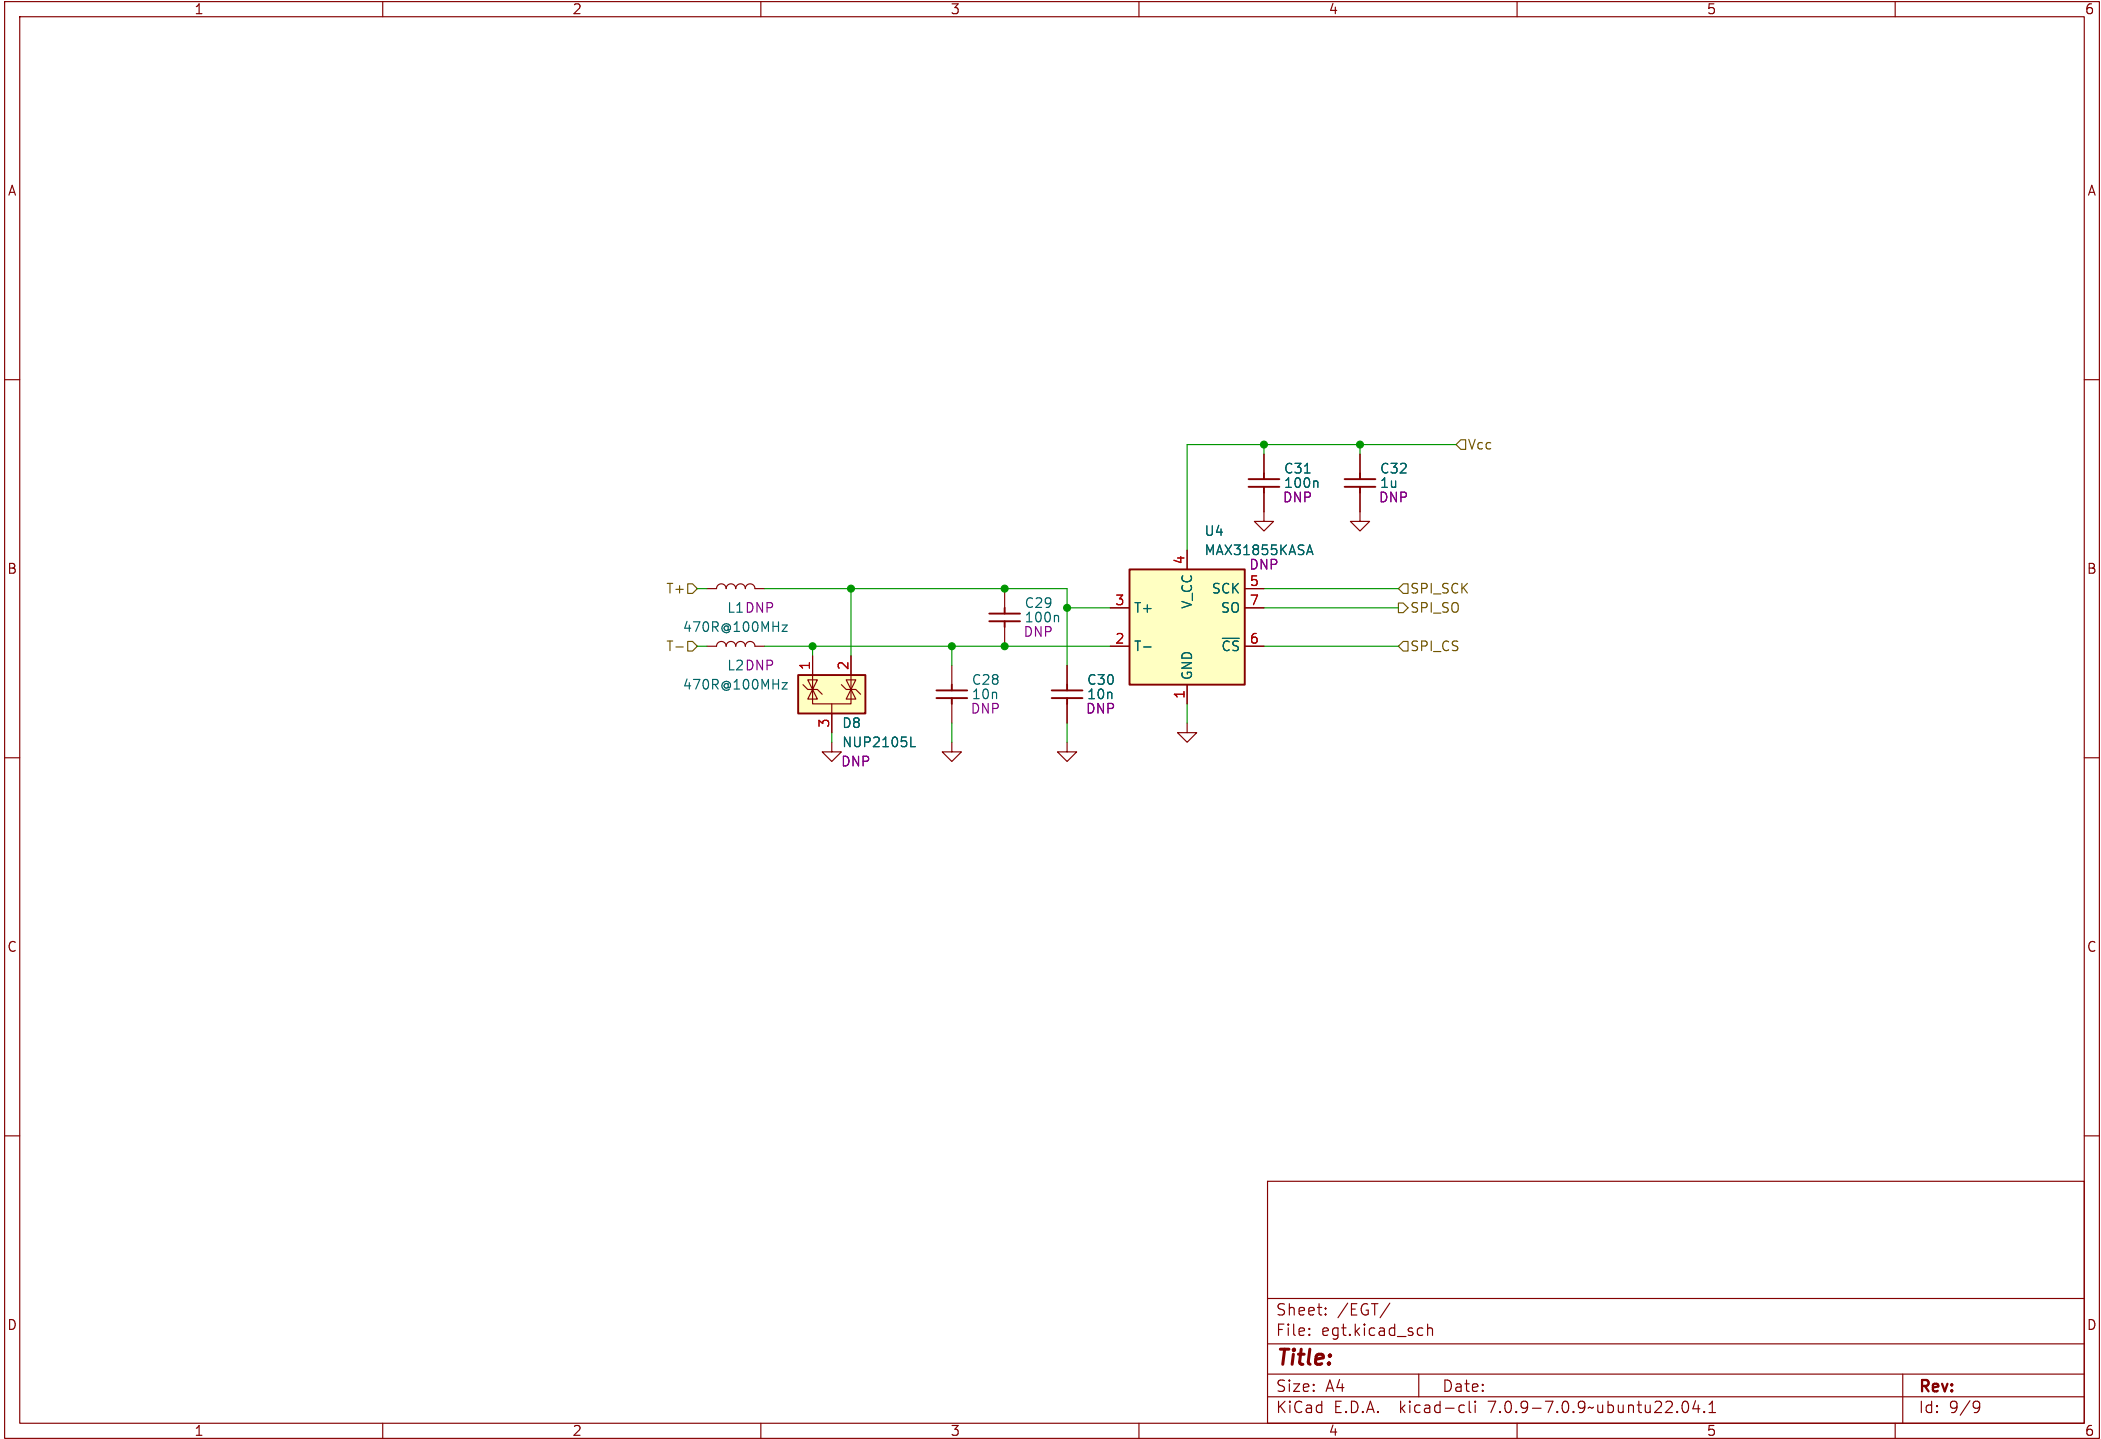 1 2 3 4 5 6
A A
Vcc
C31
100n
DNP
C32
1u
DNP
U4
MAX31855KASA
DNP
B B
4
V_CC
T+
L1DNP
470R@100MHz
C29
100n
DNP
3 T+
SCK 5
SPI_SCK
SO 7
SPI_SO
T-
L2DNP
470R@100MHz
2 T-
CS 6
SPI_CS
GND
1
1 2
3
D8
NUP2105L
DNP
C28
10n
DNP
C30
10n
DNP
C C
D D
Sheet: /EGT/
File: egt.kicad_sch
Title:
Size: A4 Date: Rev:
KiCad E.D.A. kicad-cli 7.0.9-7.0.9~ubuntu22.04.1 Id: 9/9
1 2 3 4 5 6